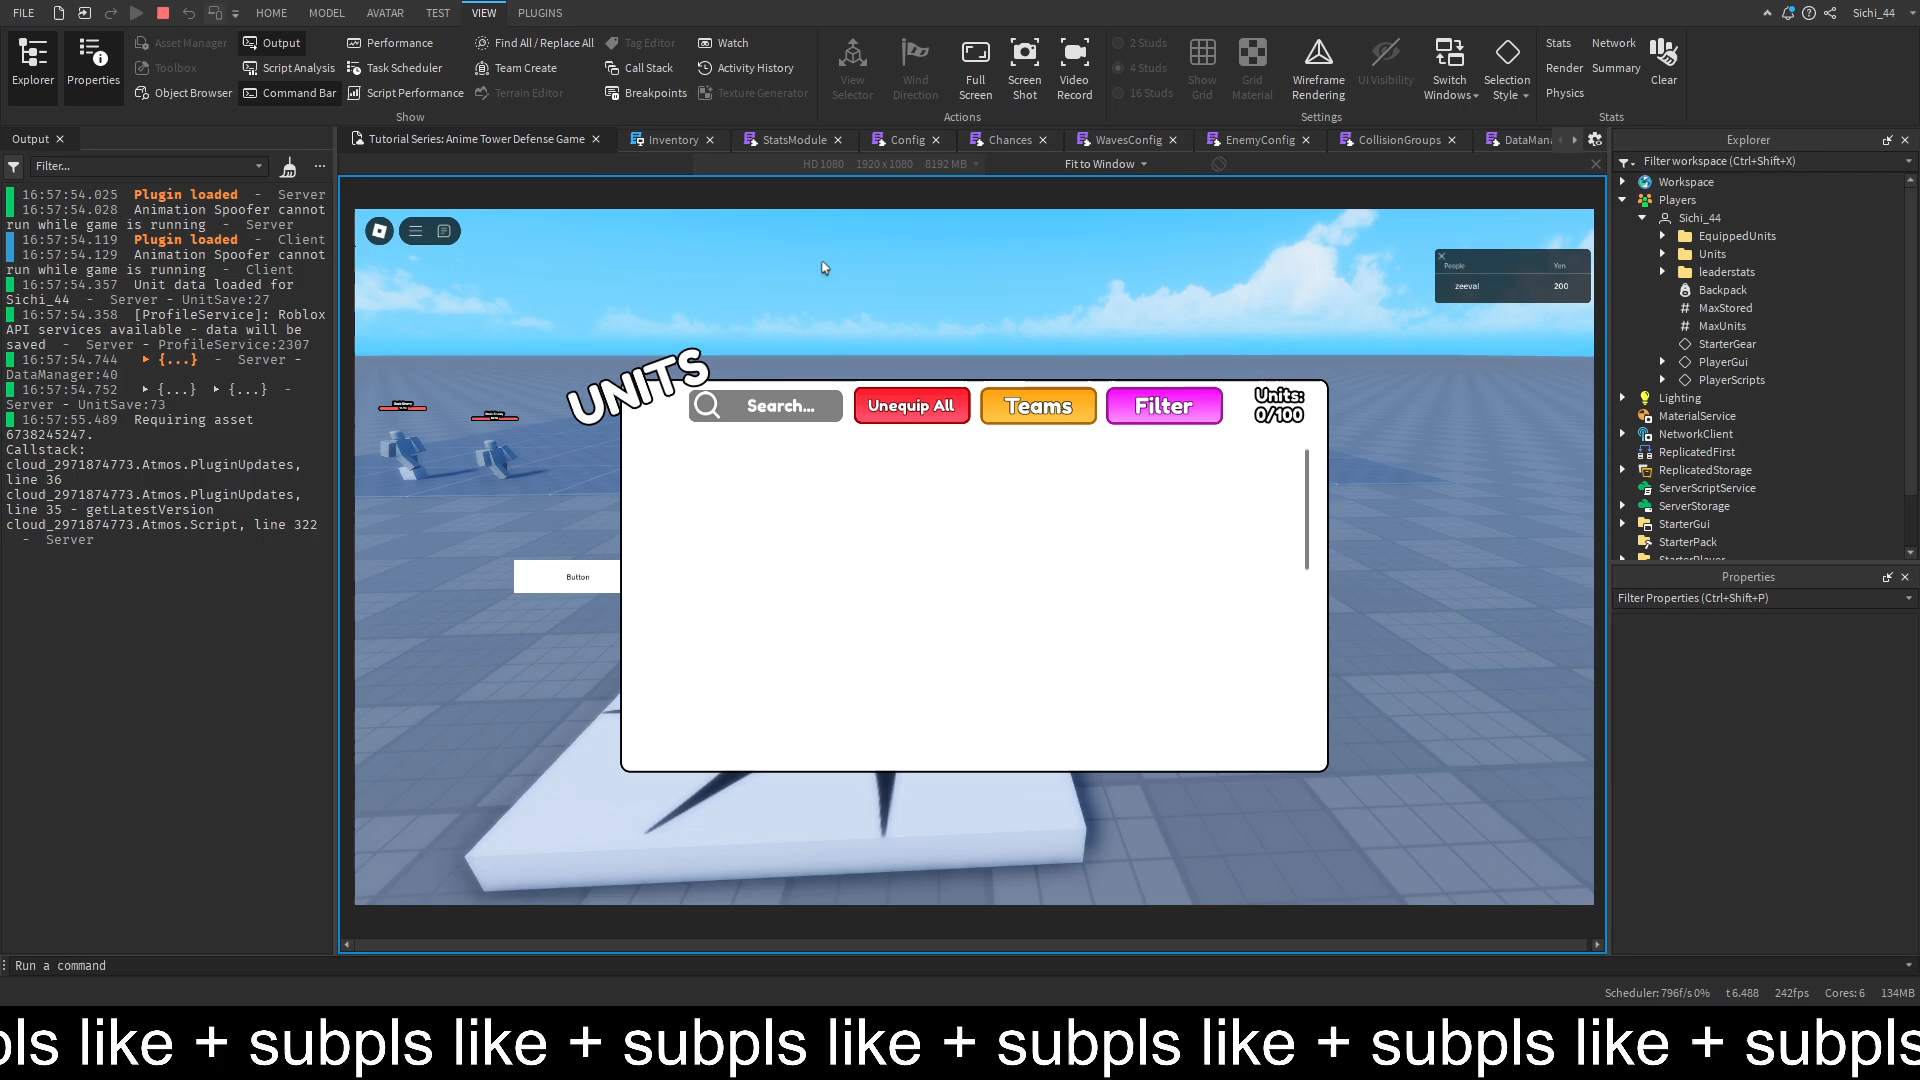 FILE HOME MODEL AVATAR TEST VIEW PLUGINS Sichi_44
Explorer
Properties
Asset Manager Output Performance Find All / Replace All Tag Editor Watch
Toolbox Script Analysis Task Scheduler Team Create Call Stack Activity History
Object Browser Command Bar Script Performance Terrain Editor Breakpoints Texture Generator
Show
View Selector
Wind Direction
Full Screen
Screen Shot
Video Record
Actions
2 Studs
4 Studs
16 Studs
Show Grid
Grid Material
Wireframe Rendering
UI Visibility
Switch Windows
Selection Style
Settings
Stats Network
Render Summary
Physics
Clear
Stats
Output
Tutorial Series: Anime Tower Defense Game Inventory StatsModule Config Chances WavesConfig EnemyConfig CollisionGroups DataMan
HD1080 1920 x 1080 8192 MB Fit to Window
Filter...
16:57:54.025 Plugin loaded - Server
16:57:54.028 Animation Spoofer cannot
run while game is running - Server
16:57:54.119 Plugin loaded - Client
16:57:54.129 Animation Spoofer cannot
run while game is running - Client
16:57:54.357 Unit data loaded for
Sichi_44 - Server - UnitSave:27
16:57:54.358 [ProfileService]: Roblox
API services available - data will be
saved - Server - ProfileService:2307
16:57:54.744 {...} - Server -
DataManager:40
16:57:54.752 {...} {...} -
Server - UnitSave:73
16:57:55.489 Requiring asset
6738245247.
Callstack:
cloud_2971874773.Atmos.PluginUpdates,
line 36
cloud_2971874773.Atmos.PluginUpdates,
line 35 - getLatestVersion
cloud_2971874773.Atmos.Script, line 322
- Server
People Yen
zeeval 200
UNITS
Search...
Unequip All
Teams
Filter
Units:
0/100
Button
Explorer
Filter workspace (Ctrl+Shift+X)
Workspace
Players
Sichi_44
EquippedUnits
Units
leaderstats
Backpack
MaxStored
MaxUnits
StarterGear
PlayerGui
PlayerScripts
Lighting
MaterialService
NetworkClient
ReplicatedFirst
ReplicatedStorage
ServerScriptService
ServerStorage
StarterGui
StarterPack
StarterPlayer
Properties
Filter Properties (Ctrl+Shift+P)
Run a command
Scheduler: 796f/s 0% t 6.488 242fps Cores: 6 134MB
pls like + subpls like + subpls like + subpls like + subpls like + subpls